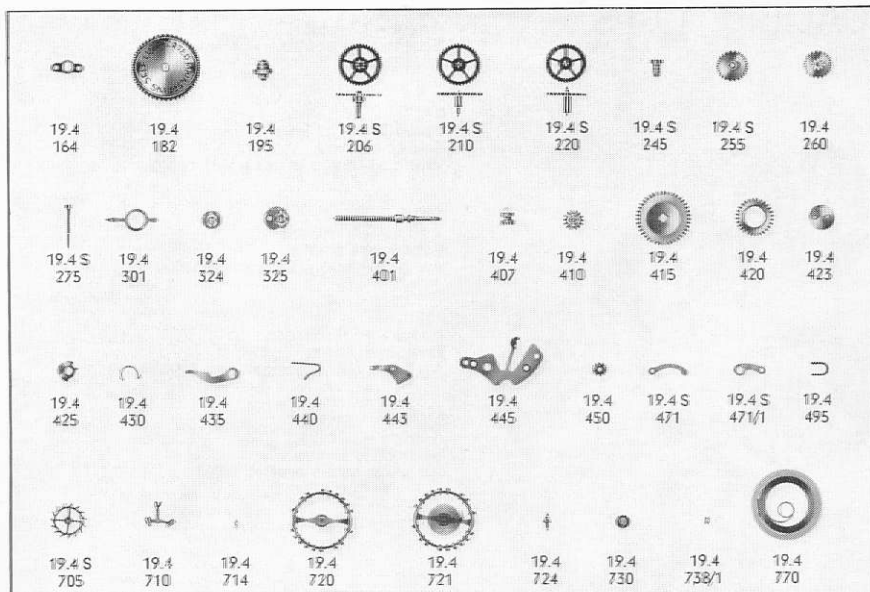 19.4 19.4 19.4 19.4 S 19.4 S 19.4 S 19.4 S 19.4 S 19.4
164 182 195 206 210 220 245 255 260
19.4 S 19.4 19.4 19.4 19.4 19.4 19.4 19.4 19.4 19.4
275 301 324 325 401 407 410 415 420 423
19.4 19.4 19.4 19.4 19.4 19.4 19.4 19.4 S 19.4 S 19.4
425 430 435 440 443 445 450 471 471/1 495
19.4 S 19.4 19.4 19.4 19.4 19.4 19.4 19.4 19.4
705 710 714 720 721 724 730 738/1 770